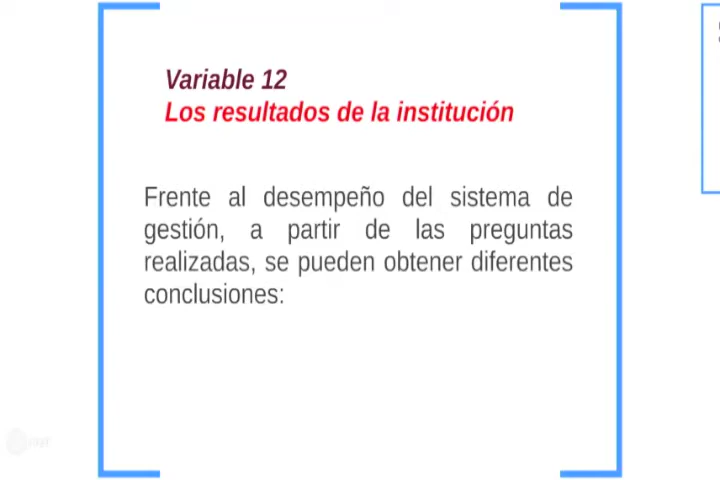 Variable 12
Los resultados de la institución
Frente al desempeño del sistema de
gestión, a partir de las preguntas
realizadas, se pueden obtener diferentes
conclusiones: